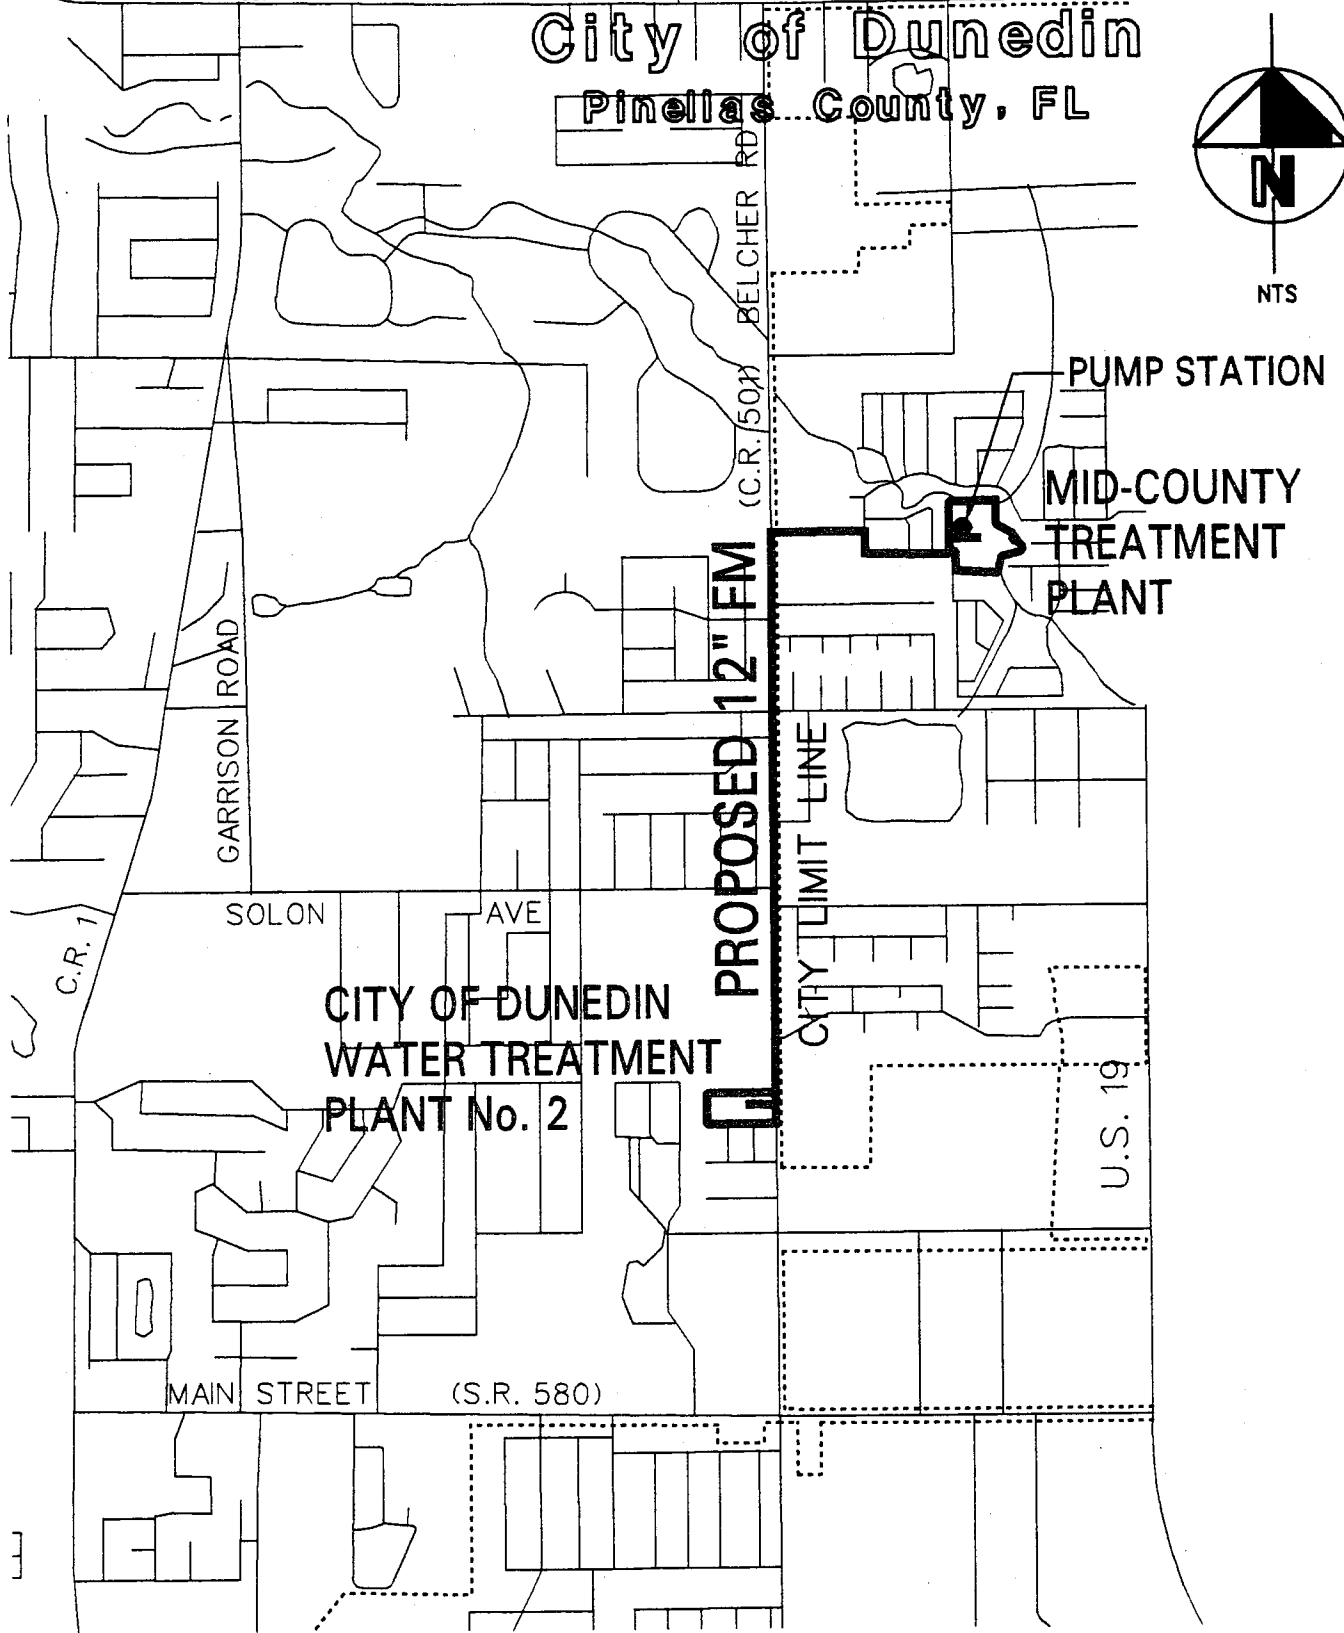 City of Dunedin
Pinellas County, FL
N
NTS
BELCHER RD
(C.R. 501)
PUMP STATION
MID-COUNTY
TREATMENT
PLANT
PROPOSED 12" FM
CITY LIMIT LINE
GARRISON ROAD
SOLON AVE
C.R. 1
CITY OF DUNEDIN
WATER TREATMENT
PLANT No. 2
U.S. 19
MAIN STREET (S.R. 580)